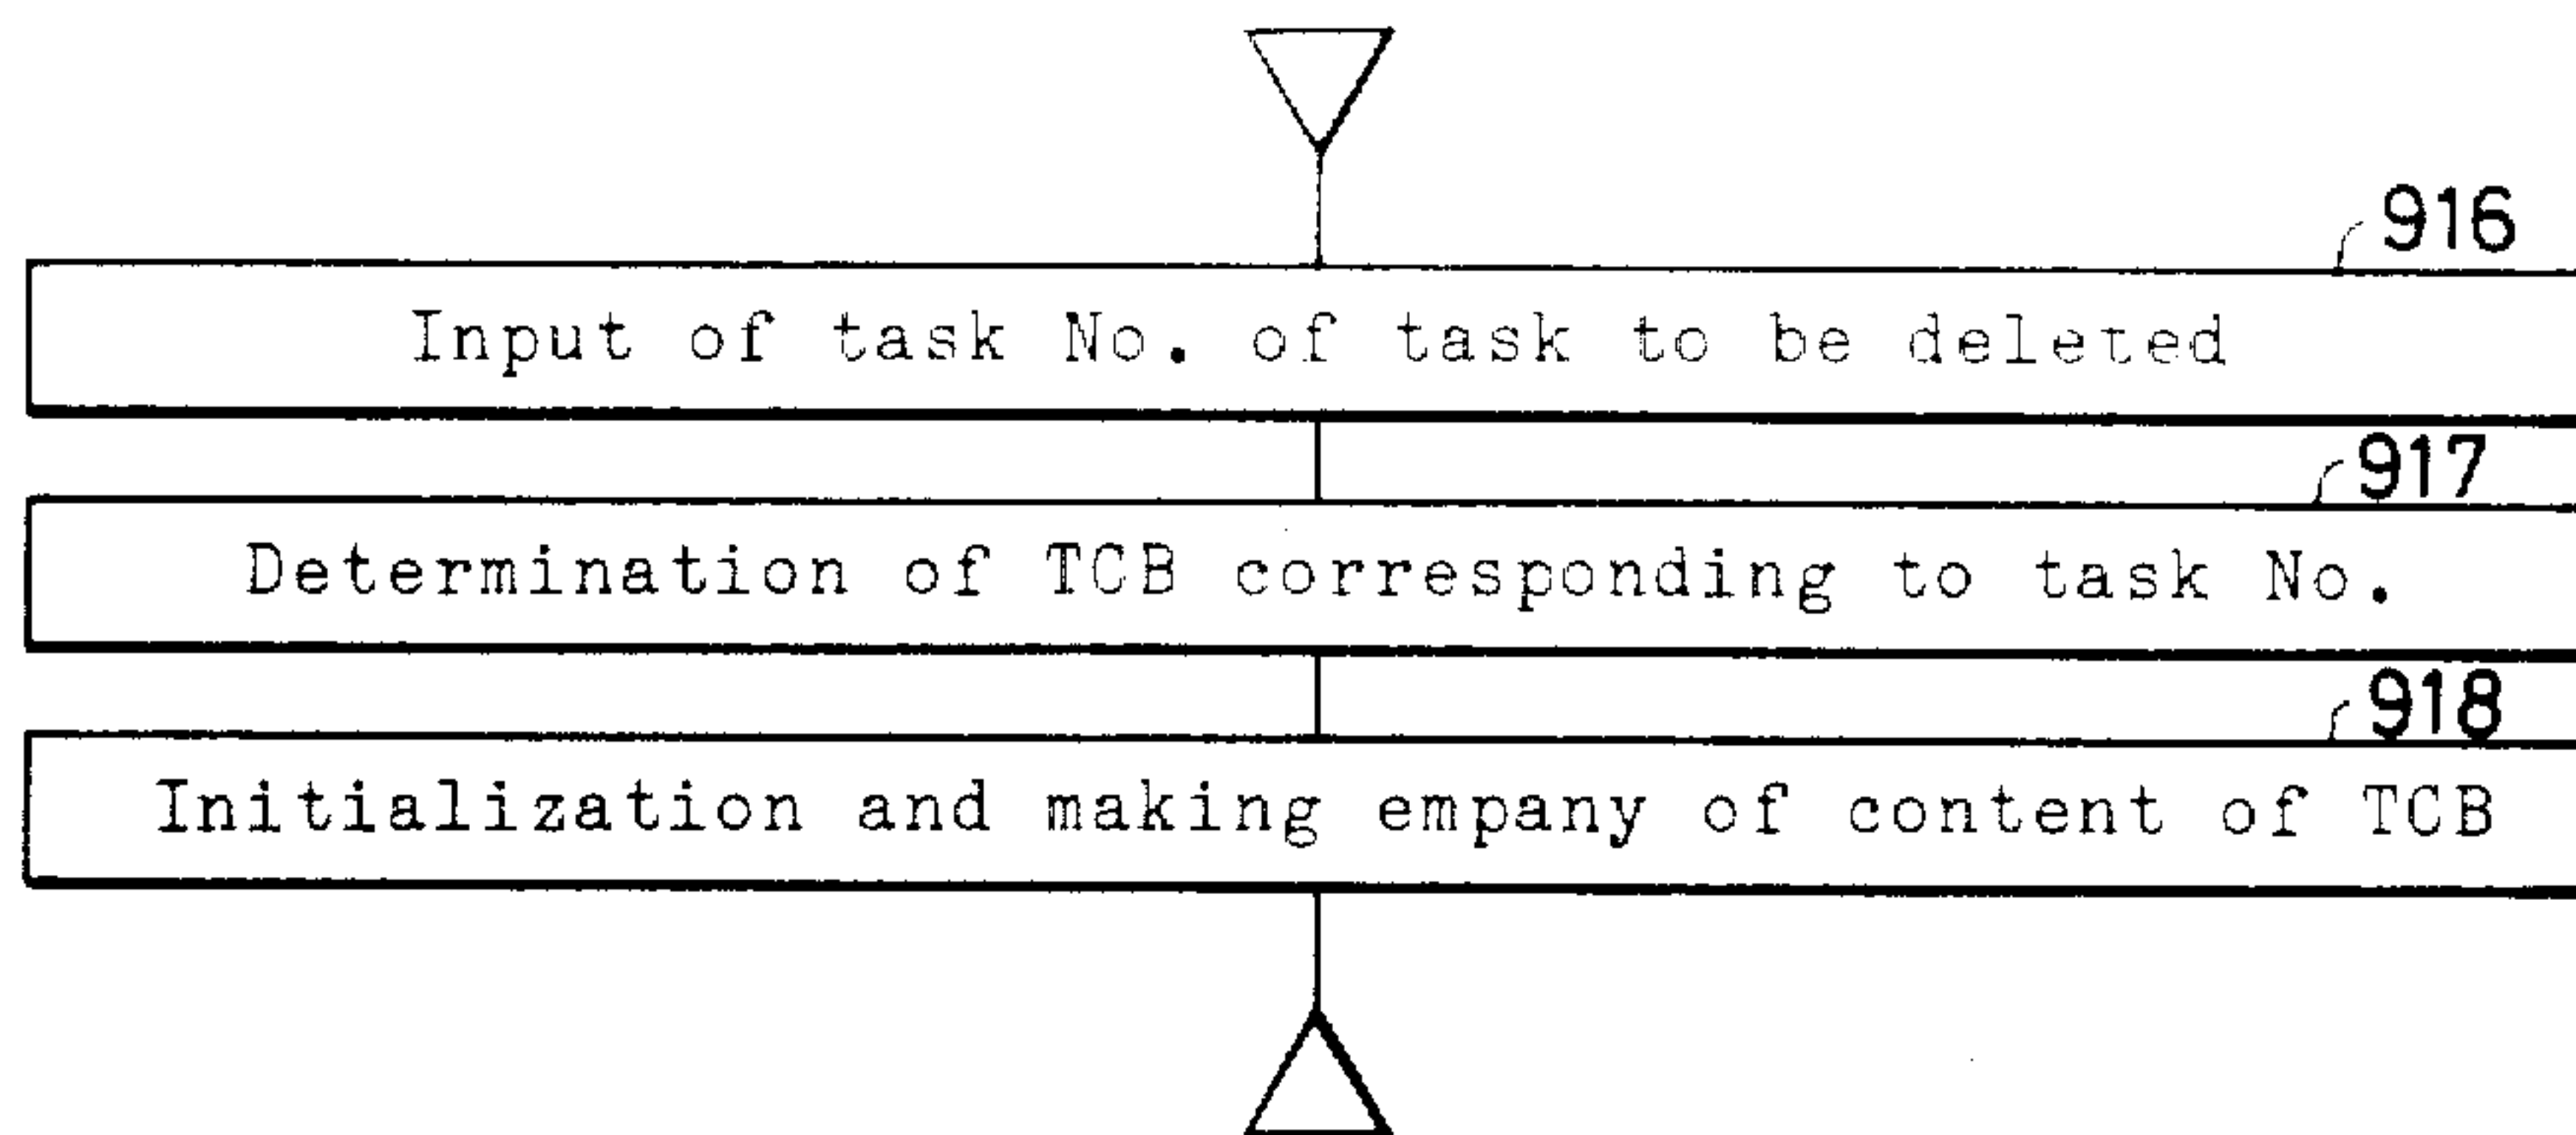 916
Input of task No. of task to be deleted
917
Determination of TCB corresponding to task No.
918
Initialization and making empany of content of TCB